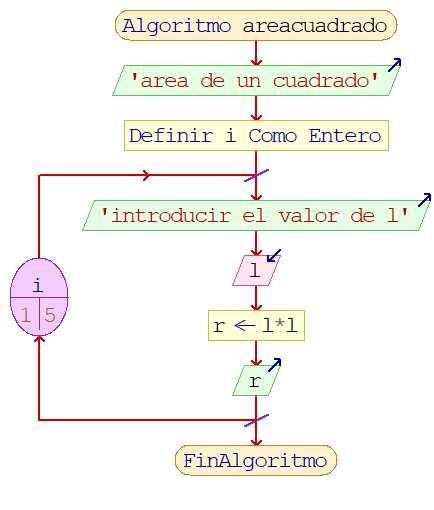 Algoritmo areacuadrado
'area de un cuadrado'
Definir i Como Entero
'introducir el valor de l'
l
i
1 5
r ← l*l
r
FinAlgoritmo